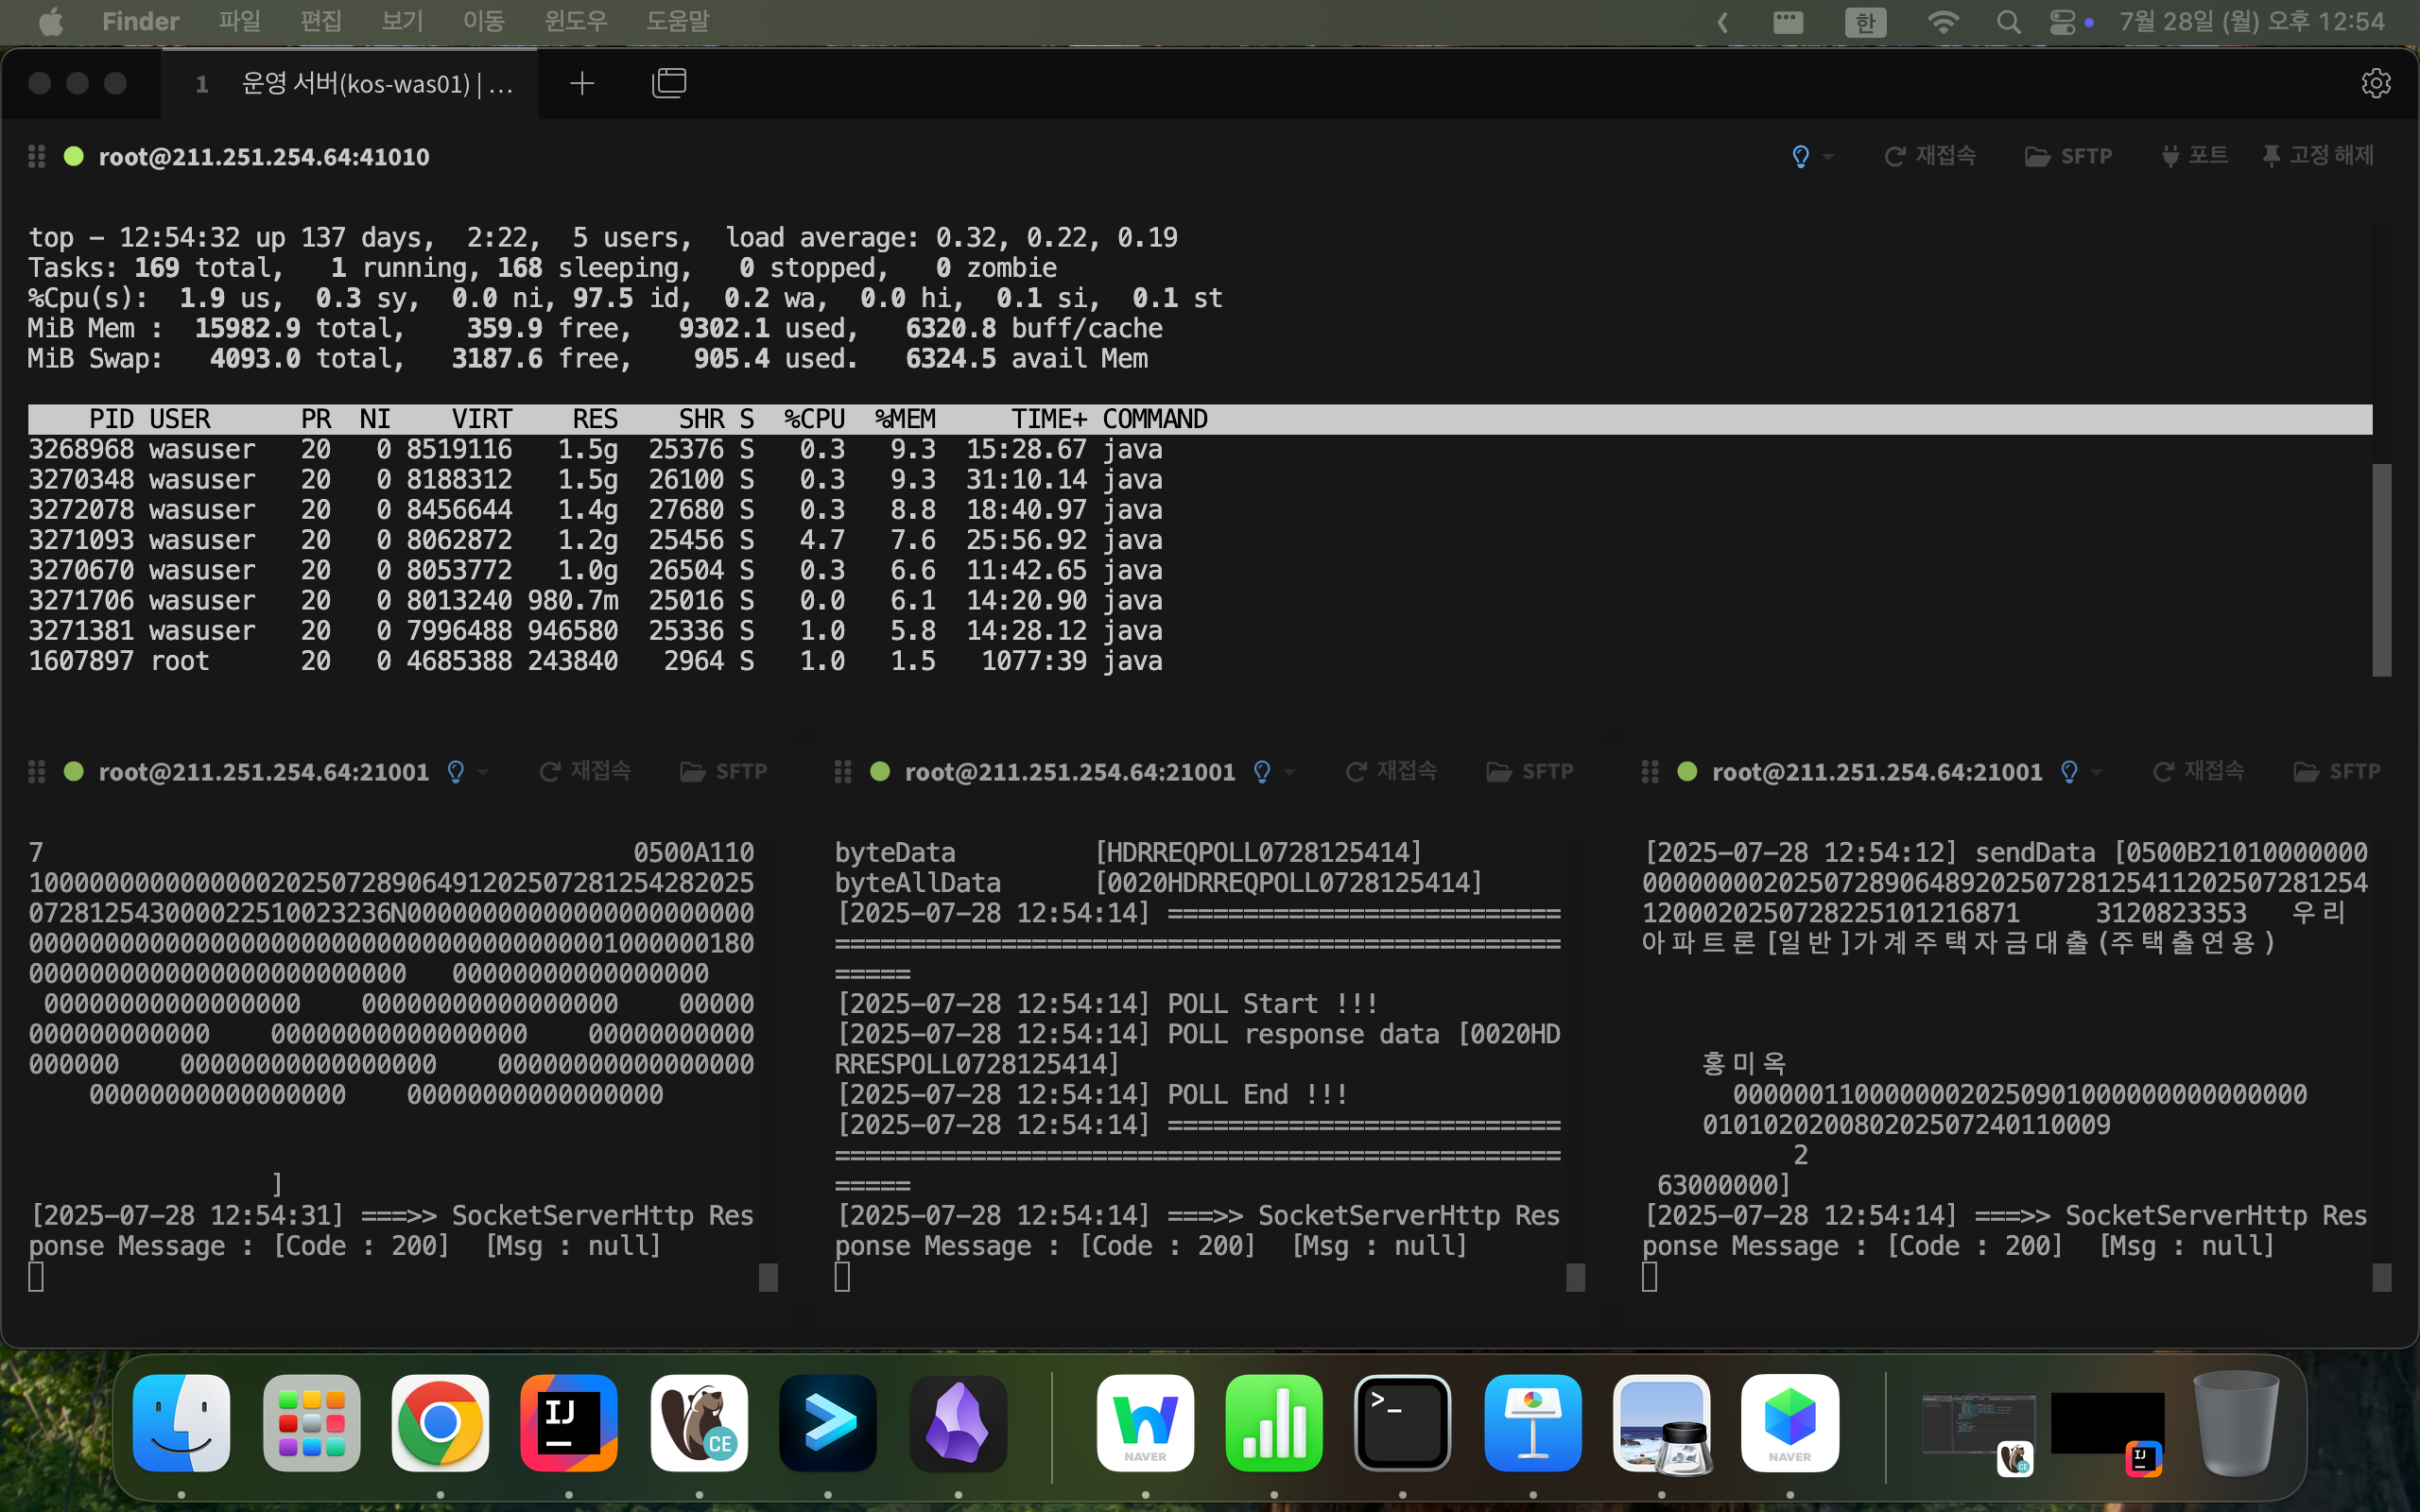 Finder 파일 편집 보기 이동 윈도우 도움말 한 7월 28일 (월) 오후 12:54
1 운영 서버(kos-was01) | ...
root@211.251.254.64:41010 재접속 SFTP 포트 고정 해제
top - 12:54:32 up 137 days, 2:22, 5 users, load average: 0.32, 0.22, 0.19
Tasks: 169 total, 1 running, 168 sleeping, 0 stopped, 0 zombie
%Cpu(s): 1.9 us, 0.3 sy, 0.0 ni, 97.5 id, 0.2 wa, 0.0 hi, 0.1 si, 0.1 st
MiB Mem : 15982.9 total, 359.9 free, 9302.1 used, 6320.8 buff/cache
MiB Swap: 4093.0 total, 3187.6 free, 905.4 used. 6324.5 avail Mem
PID USER PR NI VIRT RES SHR S %CPU %MEM TIME+ COMMAND
3268968 wasuser 20 0 8519116 1.5g 25376 S 0.3 9.3 15:28.67 java
3270348 wasuser 20 0 8188312 1.5g 26100 S 0.3 9.3 31:10.14 java
3272078 wasuser 20 0 8456644 1.4g 27680 S 0.3 8.8 18:40.97 java
3271093 wasuser 20 0 8062872 1.2g 25456 S 4.7 7.6 25:56.92 java
3270670 wasuser 20 0 8053772 1.0g 26504 S 0.3 6.6 11:42.65 java
3271706 wasuser 20 0 8013240 980.7m 25016 S 0.0 6.1 14:20.90 java
3271381 wasuser 20 0 7996488 946580 25336 S 1.0 5.8 14:28.12 java
1607897 root 20 0 4685388 243840 2964 S 1.0 1.5 1077:39 java
root@211.251.254.64:21001 재접속 SFTP
7 0500A110
100000000000000020250728906491202507281254282025
072812543000022510023236N00000000000000000000000
000000000000000000000000000000000000001000000180
0000000000000000000000000 00000000000000000
00000000000000000 00000000000000000 00000
000000000000 00000000000000000 00000000000
000000 00000000000000000 00000000000000000
00000000000000000 00000000000000000
]
[2025-07-28 12:54:31] ===>> SocketServerHttp Res
ponse Message : [Code : 200] [Msg : null]
root@211.251.254.64:21001 재접속 SFTP
byteData [HDRREQPOLL0728125414]
byteAllData [0020HDRREQPOLL0728125414]
[2025-07-28 12:54:14] ==========================
================================================
=====
[2025-07-28 12:54:14] POLL Start !!!
[2025-07-28 12:54:14] POLL response data [0020HD
RRESPOLL0728125414]
[2025-07-28 12:54:14] POLL End !!!
[2025-07-28 12:54:14] ==========================
================================================
=====
[2025-07-28 12:54:14] ===>> SocketServerHttp Res
ponse Message : [Code : 200] [Msg : null]
root@211.251.254.64:21001 재접속 SFTP
[2025-07-28 12:54:12] sendData [0500B21010000000
000000002025072890648920250728125411202507281254
1200020250728225101216871 3120823353 우리
아파트론[일반]가계주택자금대출(주택출연용)
홍미옥
00000011000000020250901000000000000000
010102020080202507240110009
2
63000000]
[2025-07-28 12:54:14] ===>> SocketServerHttp Res
ponse Message : [Code : 200] [Msg : null]
IJ
CE
NAVER
>_
NAVER
CE
IJ